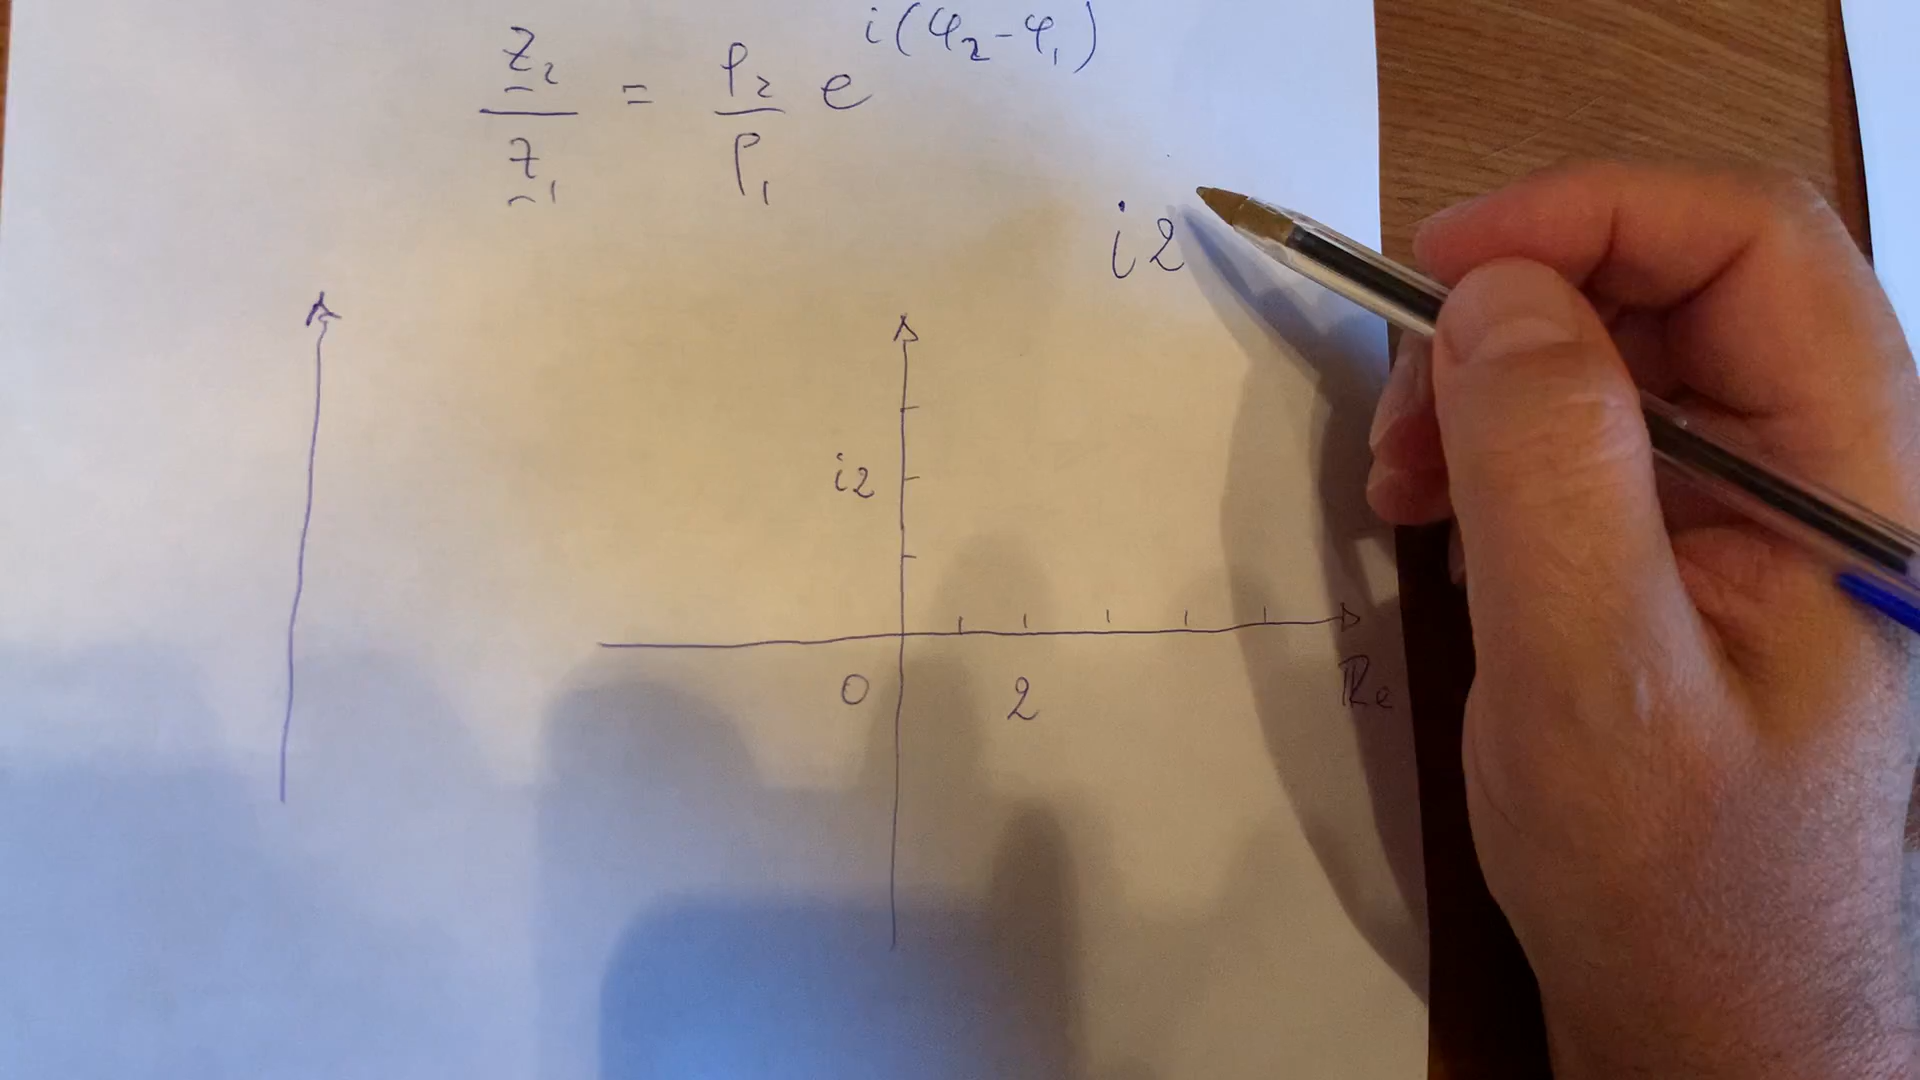 z₂/z₁ = ρ₂/ρ₁ e^{i(φ₂-φ₁)}
i2
i2
0 2 Re